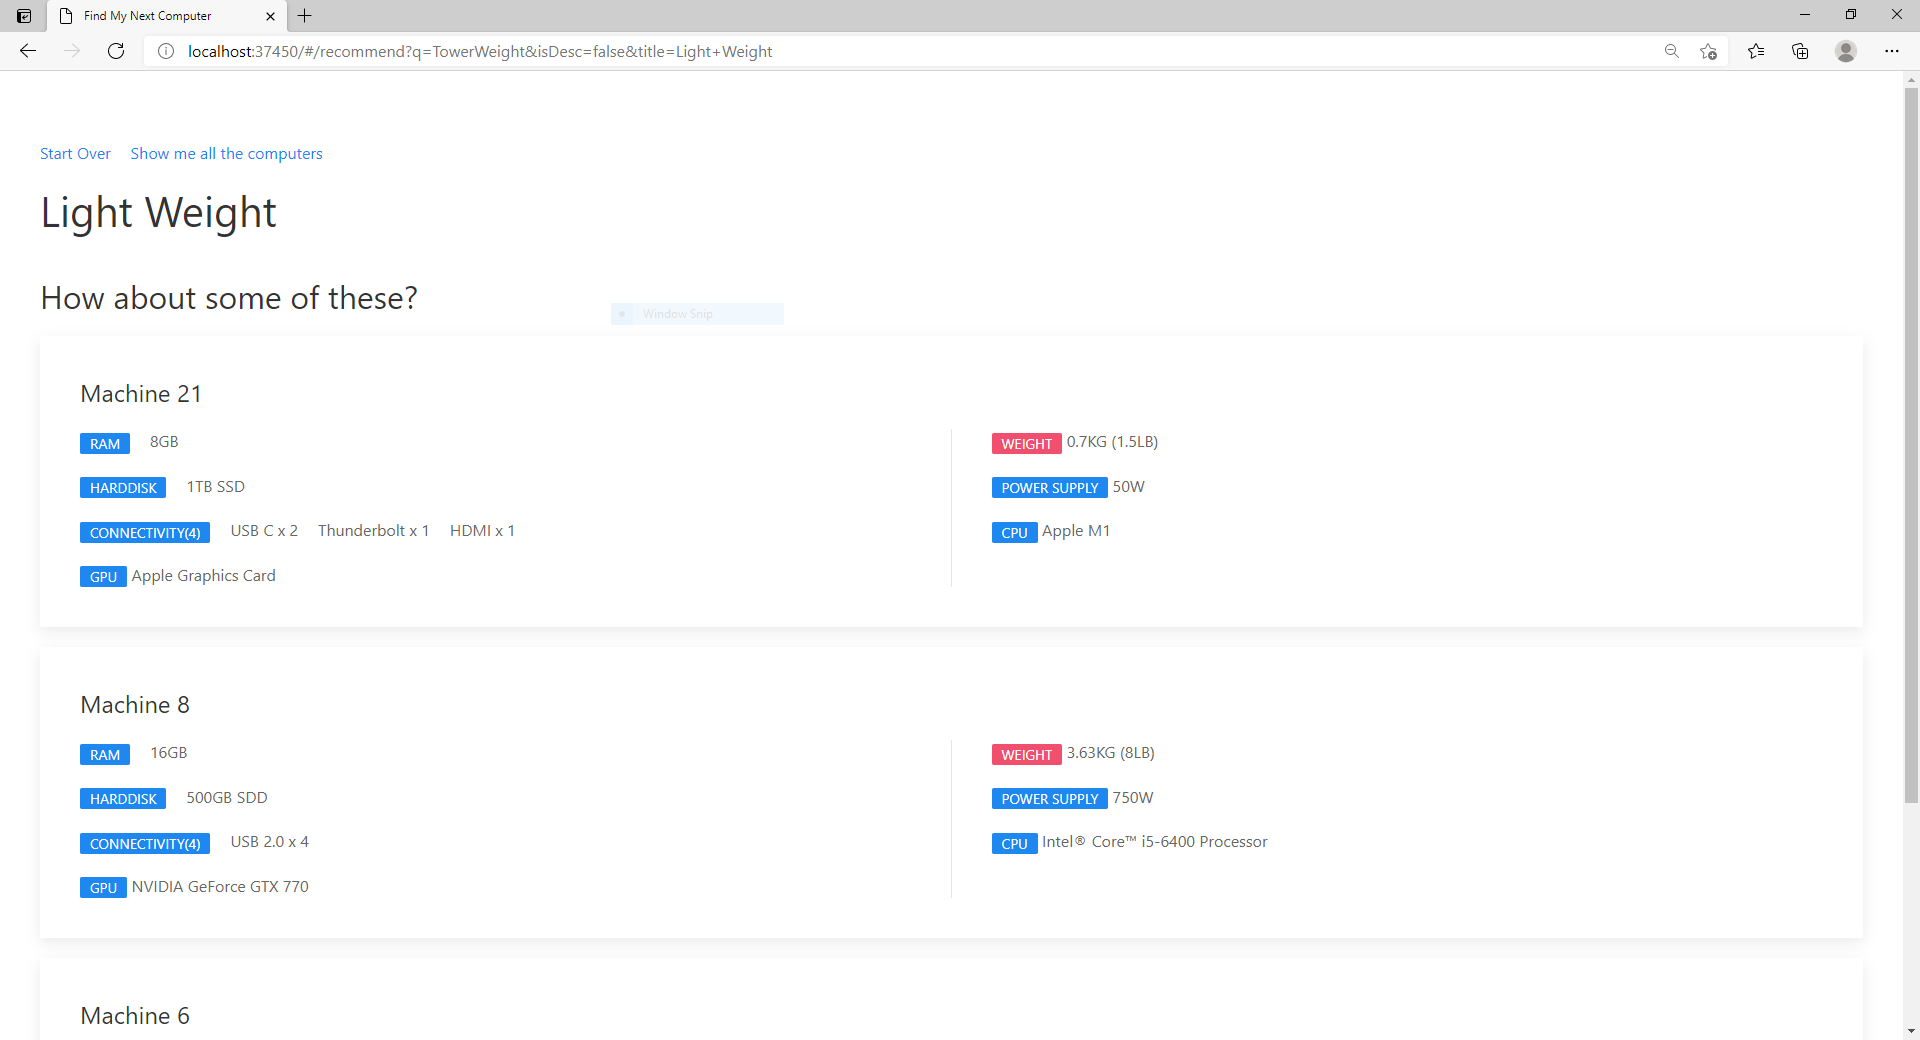 Find My Next Computer
localhost:37450/#/recommend?q=TowerWeight&isDesc=false&title=Light+Weight
Start Over Show me all the computers
Light Weight
How about some of these?
Window Snip
Machine 21
RAM 8GB
WEIGHT 0.7KG (1.5LB)
HARDDISK 1TB SSD
POWER SUPPLY 50W
CONNECTIVITY(4) USB C x 2 Thunderbolt x 1 HDMI x 1
CPU Apple M1
GPU Apple Graphics Card
Machine 8
RAM 16GB
WEIGHT 3.63KG (8LB)
HARDDISK 500GB SDD
POWER SUPPLY 750W
CONNECTIVITY(4) USB 2.0 x 4
CPU Intel® Core™ i5-6400 Processor
GPU NVIDIA GeForce GTX 770
Machine 6